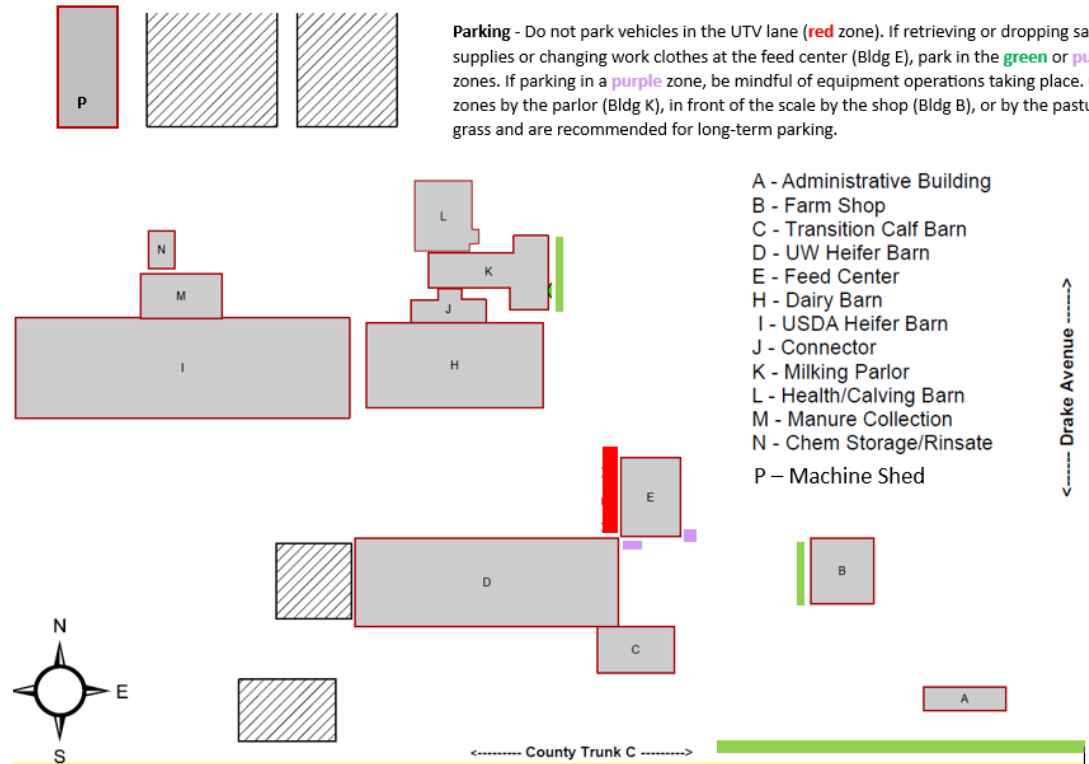 Parking - Do not park vehicles in the UTV lane (red zone). If retrieving or dropping
supplies or changing work clothes at the feed center (Bldg E), park in the green or
zones. If parking in a purple zone, be mindful of equipment operations taking place.
zones by the parlor (Bldg K), in front of the scale by the shop (Bldg B), or by the
grass and are recommended for long-term parking.
P
A - Administrative Building
B - Farm Shop
C - Transition Calf Barn
D - UW Heifer Barn
E - Feed Center
H - Dairy Barn
I - USDA Heifer Barn
J - Connector
K - Milking Parlor
L - Health/Calving Barn
M - Manure Collection
N - Chem Storage/Rinsate
P – Machine Shed
L
N
K
M
J
I
H
<----- Drake Avenue ----->
E
D
B
C
N
E
S
A
<--------- County Trunk C --------->